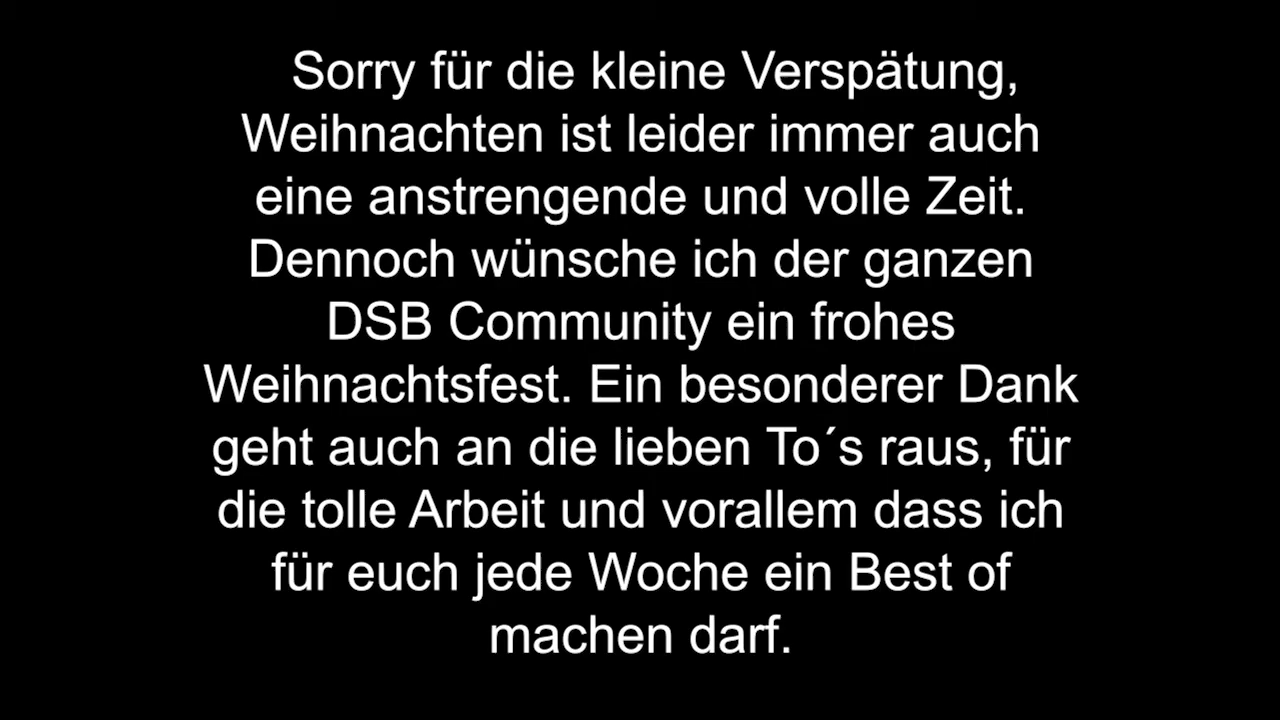 Sorry für die kleine Verspätung,
Weihnachten ist leider immer auch
eine anstrengende und volle Zeit.
Dennoch wünsche ich der ganzen
DSB Community ein frohes
Weihnachtsfest. Ein besonderer Dank
geht auch an die lieben To´s raus, für
die tolle Arbeit und vorallem dass ich
für euch jede Woche ein Best of
machen darf.